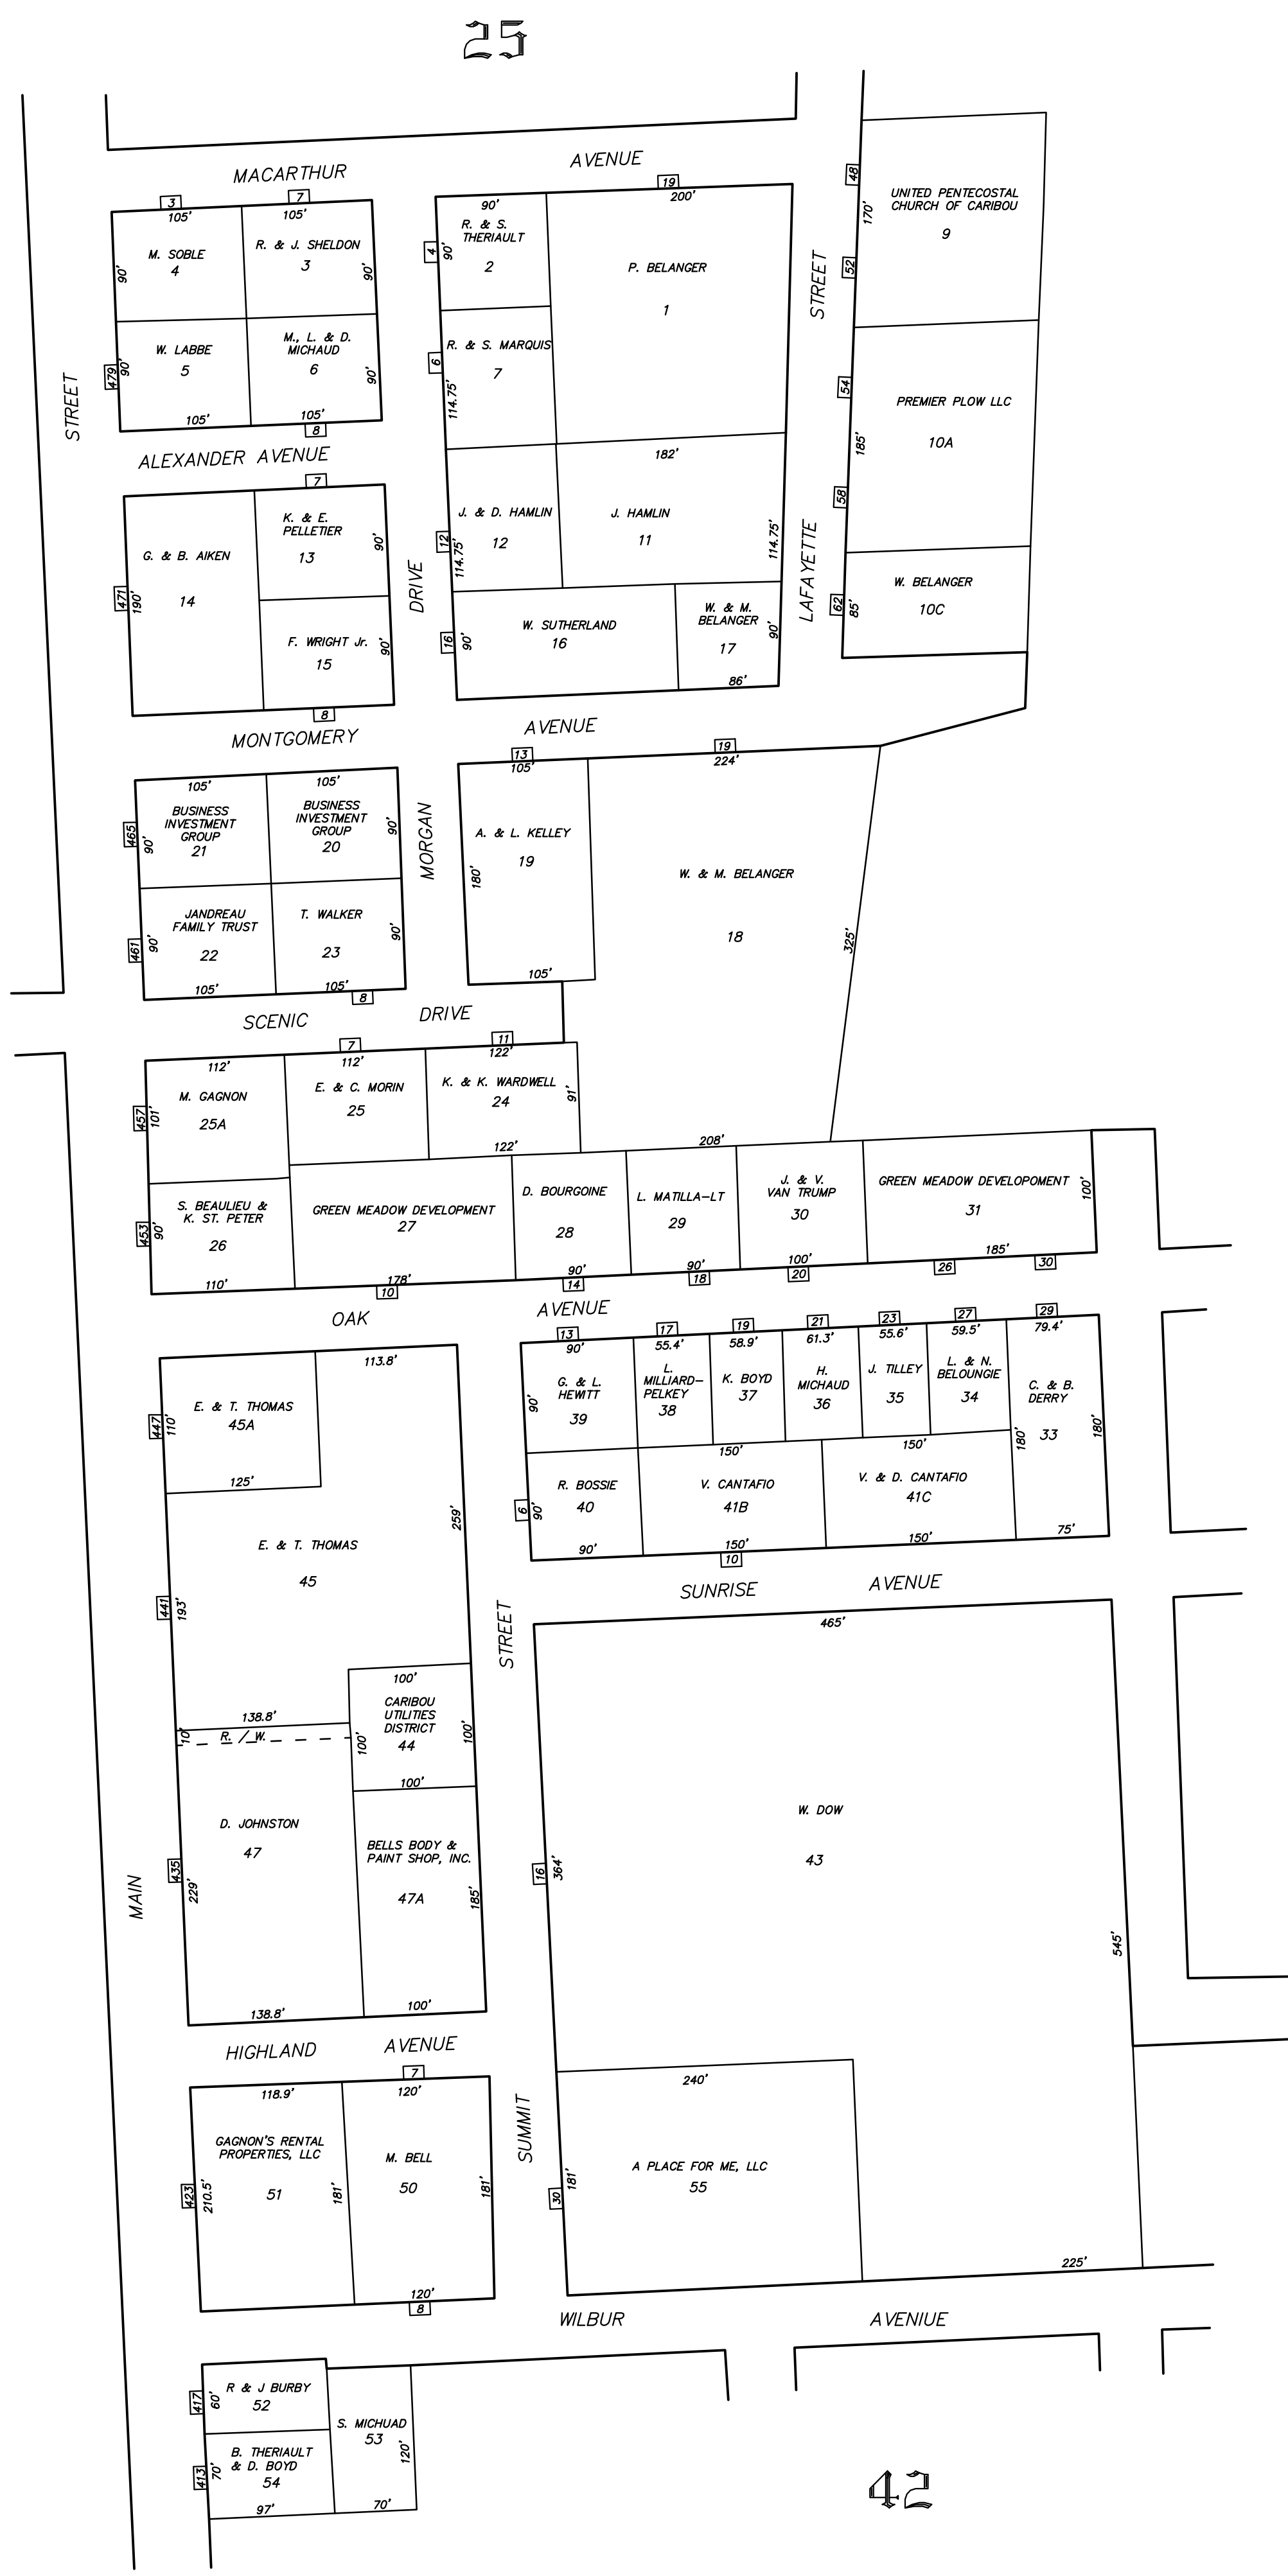 25
MACARTHUR AVENUE
3
105'
M. SOBLE
4
90'
7
105'
R. & J. SHELDON
3
90'
W. LABBE
5
479
90'
105'
M., L. & D.
MICHAUD
6
90'
105'
8
19
90'
R. & S.
THERIAULT
2
4
90'
200'
P. BELANGER
1
R. & S. MARQUIS
7
6
114.75'
182'
J. & D. HAMLIN
12
12
114.75'
J. HAMLIN
11
114.75'
W. SUTHERLAND
16
16
90'
W. & M.
BELANGER
17
90'
86'
STREET
LAFAYETTE
48
170'
UNITED PENTECOSTAL
CHURCH OF CARIBOU
9
52
54
PREMIER PLOW LLC
10A
185'
58
W. BELANGER
10C
62
85'
STREET
ALEXANDER AVENUE
7
K. & E.
PELLETIER
13
90'
G. & B. AIKEN
14
471
190'
F. WRIGHT Jr.
15
90'
8
DRIVE
MORGAN
MONTGOMERY AVENUE
105'
BUSINESS
INVESTMENT
GROUP
21
465
90'
105'
BUSINESS
INVESTMENT
GROUP
20
90'
JANDREAU
FAMILY TRUST
22
461
90'
105'
T. WALKER
23
90'
105'
8
13
105'
A. & L. KELLEY
19
180'
105'
19
224'
W. & M. BELANGER
18
325'
SCENIC DRIVE
112'
M. GAGNON
25A
457
101'
7
112'
E. & C. MORIN
25
11
122'
K. & K. WARDWELL
24
91'
122'
208'
S. BEAULIEU &
K. ST. PETER
26
453
90'
110'
GREEN MEADOW DEVELOPMENT
27
178'
10
D. BOURGOINE
28
90'
14
L. MATILLA-LT
29
90'
18
J. & V.
VAN TRUMP
30
100'
20
GREEN MEADOW DEVELOPOMENT
31
100'
185'
26
30
OAK AVENUE
113.8'
E. & T. THOMAS
45A
447
110'
125'
259'
E. & T. THOMAS
45
441
193'
138.8'
10'
R. / W.
100'
CARIBOU
UTILITIES
DISTRICT
44
100'
100'
100'
D. JOHNSTON
47
435
229'
138.8'
BELLS BODY &
PAINT SHOP, INC.
47A
185'
100'
13
90'
G. & L.
HEWITT
39
90'
17
55.4'
L.
MILLIARD-
PELKEY
38
19
58.9'
K. BOYD
37
21
61.3'
H.
MICHAUD
36
23
55.6'
J. TILLEY
35
27
59.5'
L. & N.
BELOUNGIE
34
29
79.4'
C. & B.
DERRY
33
180'
180'
75'
R. BOSSIE
40
6
90'
90'
150'
V. CANTAFIO
41B
150'
10
150'
V. & D. CANTAFIO
41C
150'
SUNRISE AVENUE
STREET
SUMMIT
465'
W. DOW
43
16
364'
545'
225'
240'
A PLACE FOR ME, LLC
55
30
181'
MAIN
HIGHLAND AVENUE
118.9'
GAGNON'S RENTAL
PROPERTIES, LLC
51
423
210.5'
181'
7
120'
M. BELL
50
181'
120'
8
WILBUR AVENIUE
R & J BURBY
52
417
60'
B. THERIAULT
& D. BOYD
54
413
70'
97'
S. MICHUAD
53
120'
70'
42